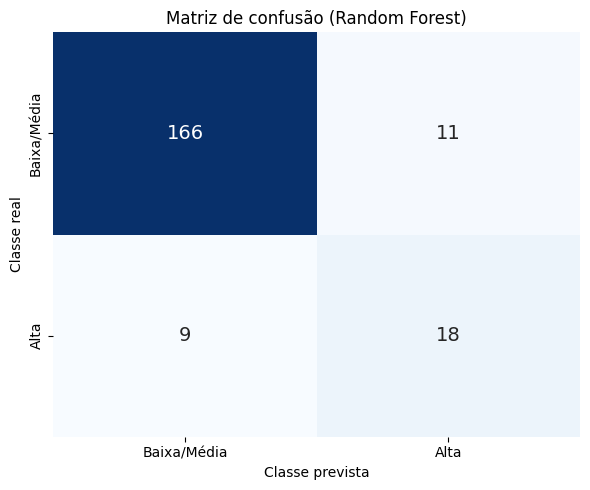 Matriz de confusão (Random Forest)
Classe real
Baixa/Média
166
11
Alta
9
18
Baixa/Média
Alta
Classe prevista